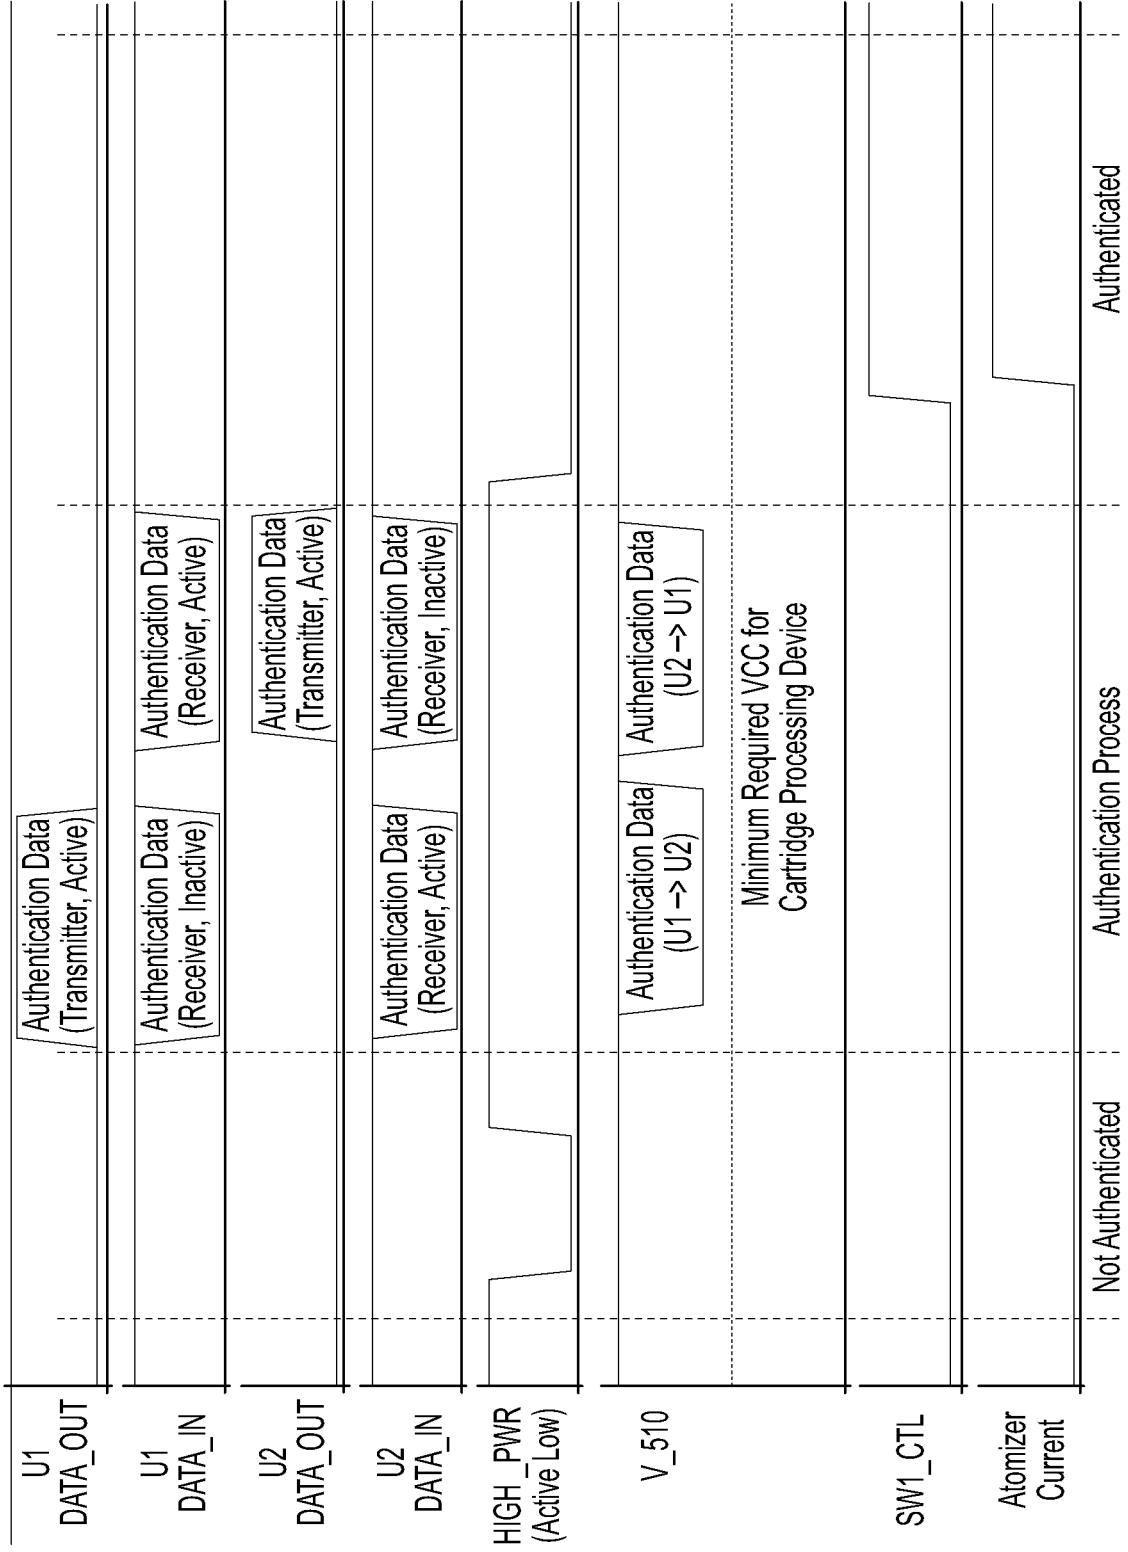 U1
DATA_OUT
Authentication Data
(Transmitter, Active)
U1
DATA_IN
Authentication Data
(Receiver, Inactive)
Authentication Data
(Receiver, Active)
U2
DATA_OUT
Authentication Data
(Transmitter, Active)
U2
DATA_IN
Authentication Data
(Receiver, Active)
Authentication Data
(Receiver, Inactive)
HIGH_PWR
(Active Low)
V_510
Authentication Data
(U1 -> U2)
Authentication Data
(U2 -> U1)
Minimum Required VCC for
Cartridge Processing Device
SW1_CTL
Atomizer
Current
Not Authenticated
Authentication Process
Authenticated